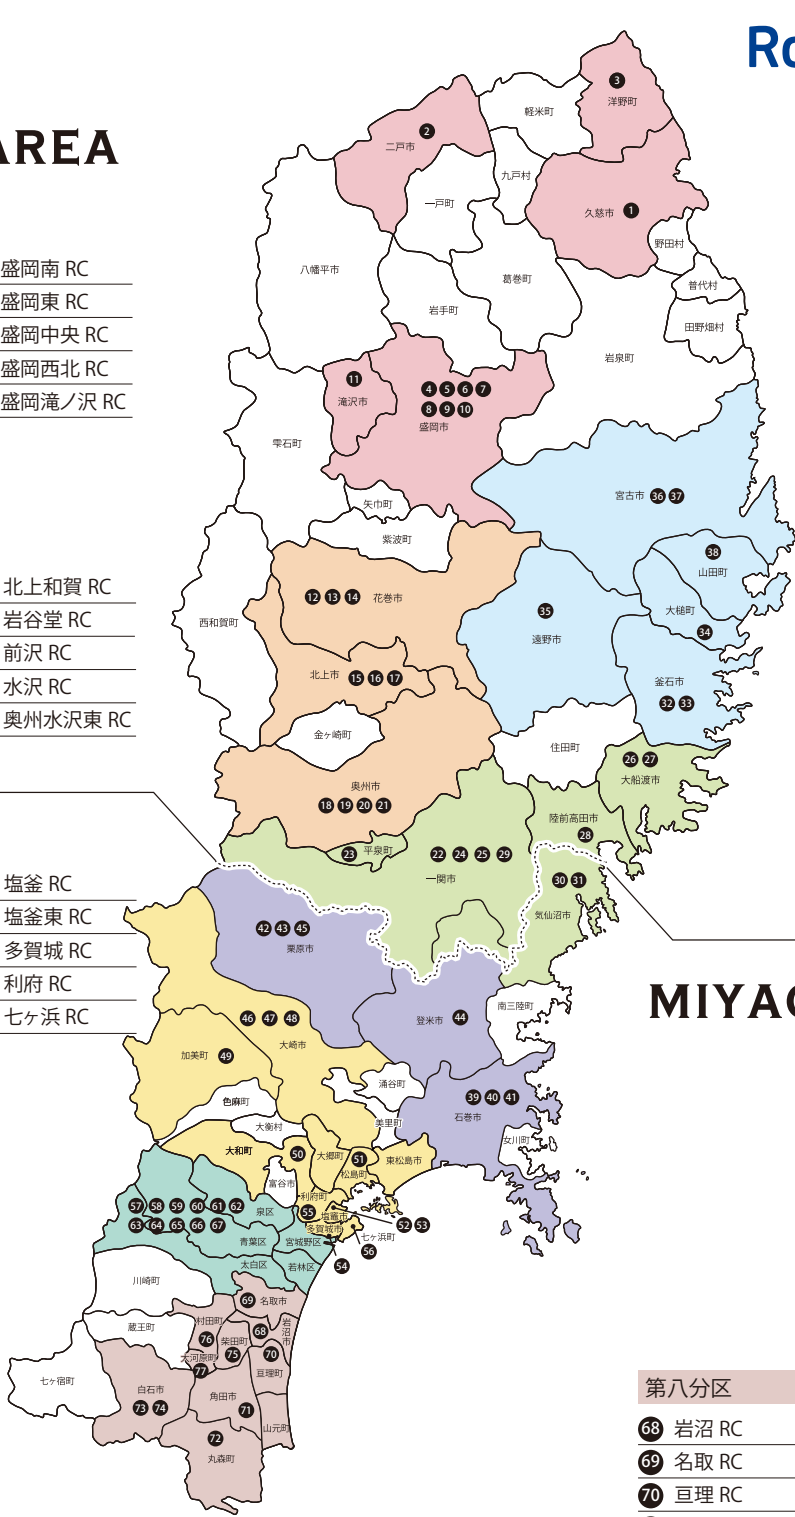 Ro
AREA
3
洋野町
軽米町
2
二戸市
九戸村
一戸町
久慈市 1
野田村
八幡平市
葛巻町
普代村
岩手町
田野畑村
岩泉町
盛岡南 RC
盛岡東 RC
盛岡中央 RC
盛岡西北 RC
盛岡滝ノ沢 RC
11
滝沢市
4 5 6 7
8 9 10
盛岡市
雫石町
矢巾町
紫波町
宮古市 36 37
38
山田町
大槌町
34
12 13 14 花巻市
35
遠野市
西和賀町
北上市 15 16 17
釜石市
32 33
金ヶ崎町
住田町
北上和賀 RC
岩谷堂 RC
前沢 RC
水沢 RC
奥州水沢東 RC
26 27
大船渡市
奥州市
18 19 20 21
陸前高田市
28
23 平泉町
22 24 25 29
一関市
30 31
気仙沼市
塩釜 RC
塩釜東 RC
多賀城 RC
利府 RC
七ヶ浜 RC
42 43 45
栗原市
MIYAG
南三陸町
登米市 44
46 47 48
大崎市
加美町 49
涌谷町
色麻町
39 40 41
石巻市
大衡村
美里町
女川町
大和町
50
大郷町
51
松島町
東松島市
富谷市
利府町
57 58 59 60 61 62
泉区
55
塩竈市
63 64 65 66 67
多賀城市
52 53
七ヶ浜町
56
青葉区
宮城野区
54
太白区
若林区
川崎町
69 名取市
蔵王町
村田町
76
柴田町
75
68
岩沼市
大河原町
77
70
亘理町
七ヶ宿町
白石市
73 74
角田市
71
山元町
72
丸森町
第八分区
68 岩沼 RC
69 名取 RC
70 亘理 RC